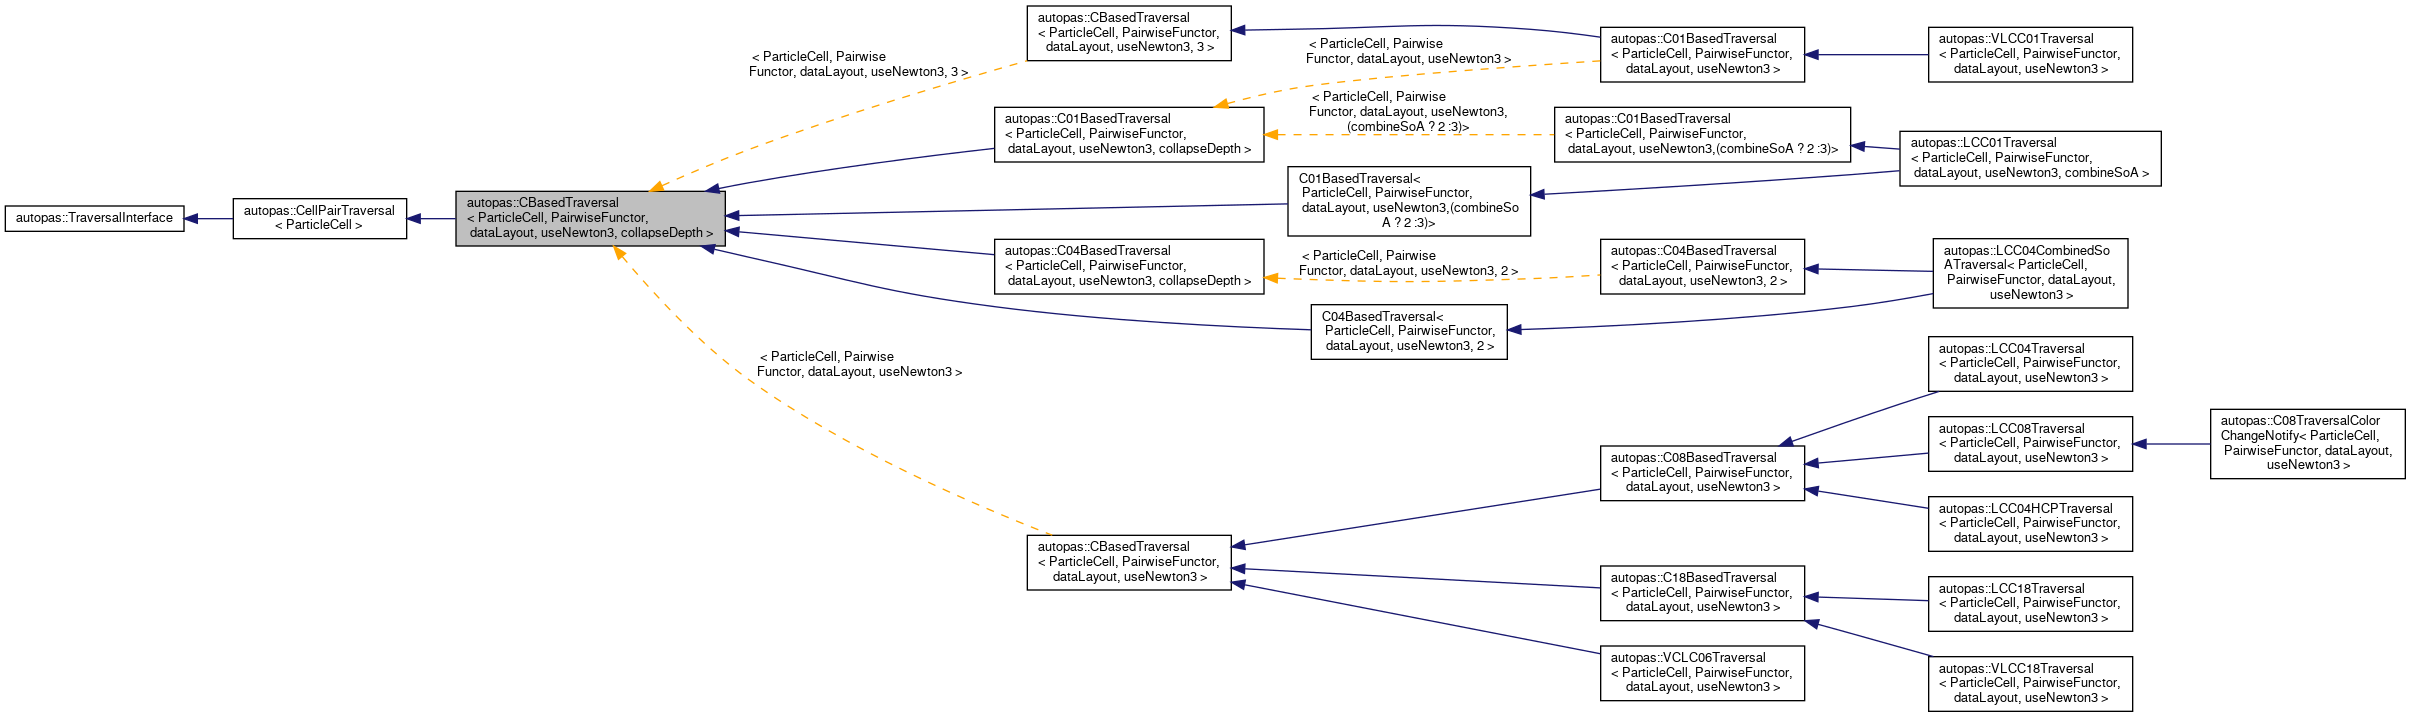 autopas::TraversalInterface
autopas::CellPairTraversal
< ParticleCell >
autopas::CBasedTraversal
< ParticleCell, PairwiseFunctor,
dataLayout, useNewton3, collapseDepth >
< ParticleCell, Pairwise
Functor, dataLayout, useNewton3, 3 >
< ParticleCell, Pairwise
Functor, dataLayout, useNewton3 >
autopas::CBasedTraversal
< ParticleCell, PairwiseFunctor,
dataLayout, useNewton3, 3 >
autopas::C01BasedTraversal
< ParticleCell, PairwiseFunctor,
dataLayout, useNewton3, collapseDepth >
C01BasedTraversal<
ParticleCell, PairwiseFunctor,
dataLayout, useNewton3,(combineSo
A ? 2 :3)>
autopas::C04BasedTraversal
< ParticleCell, PairwiseFunctor,
dataLayout, useNewton3, collapseDepth >
C04BasedTraversal<
ParticleCell, PairwiseFunctor,
dataLayout, useNewton3, 2 >
autopas::CBasedTraversal
< ParticleCell, PairwiseFunctor,
dataLayout, useNewton3 >
< ParticleCell, Pairwise
Functor, dataLayout, useNewton3 >
< ParticleCell, Pairwise
Functor, dataLayout, useNewton3,
(combineSoA ? 2 :3)>
< ParticleCell, Pairwise
Functor, dataLayout, useNewton3, 2 >
autopas::C01BasedTraversal
< ParticleCell, PairwiseFunctor,
dataLayout, useNewton3 >
autopas::C01BasedTraversal
< ParticleCell, PairwiseFunctor,
dataLayout, useNewton3,(combineSoA ? 2 :3)>
autopas::C04BasedTraversal
< ParticleCell, PairwiseFunctor,
dataLayout, useNewton3, 2 >
autopas::C08BasedTraversal
< ParticleCell, PairwiseFunctor,
dataLayout, useNewton3 >
autopas::C18BasedTraversal
< ParticleCell, PairwiseFunctor,
dataLayout, useNewton3 >
autopas::VCLC06Traversal
< ParticleCell, PairwiseFunctor,
dataLayout, useNewton3 >
autopas::VLCC01Traversal
< ParticleCell, PairwiseFunctor,
dataLayout, useNewton3 >
autopas::LCC01Traversal
< ParticleCell, PairwiseFunctor,
dataLayout, useNewton3, combineSoA >
autopas::LCC04CombinedSo
ATraversal< ParticleCell,
PairwiseFunctor, dataLayout,
useNewton3 >
autopas::LCC04Traversal
< ParticleCell, PairwiseFunctor,
dataLayout, useNewton3 >
autopas::LCC08Traversal
< ParticleCell, PairwiseFunctor,
dataLayout, useNewton3 >
autopas::LCC04HCPTraversal
< ParticleCell, PairwiseFunctor,
dataLayout, useNewton3 >
autopas::LCC18Traversal
< ParticleCell, PairwiseFunctor,
dataLayout, useNewton3 >
autopas::VLCC18Traversal
< ParticleCell, PairwiseFunctor,
dataLayout, useNewton3 >
autopas::C08TraversalColor
ChangeNotify< ParticleCell,
PairwiseFunctor, dataLayout,
useNewton3 >